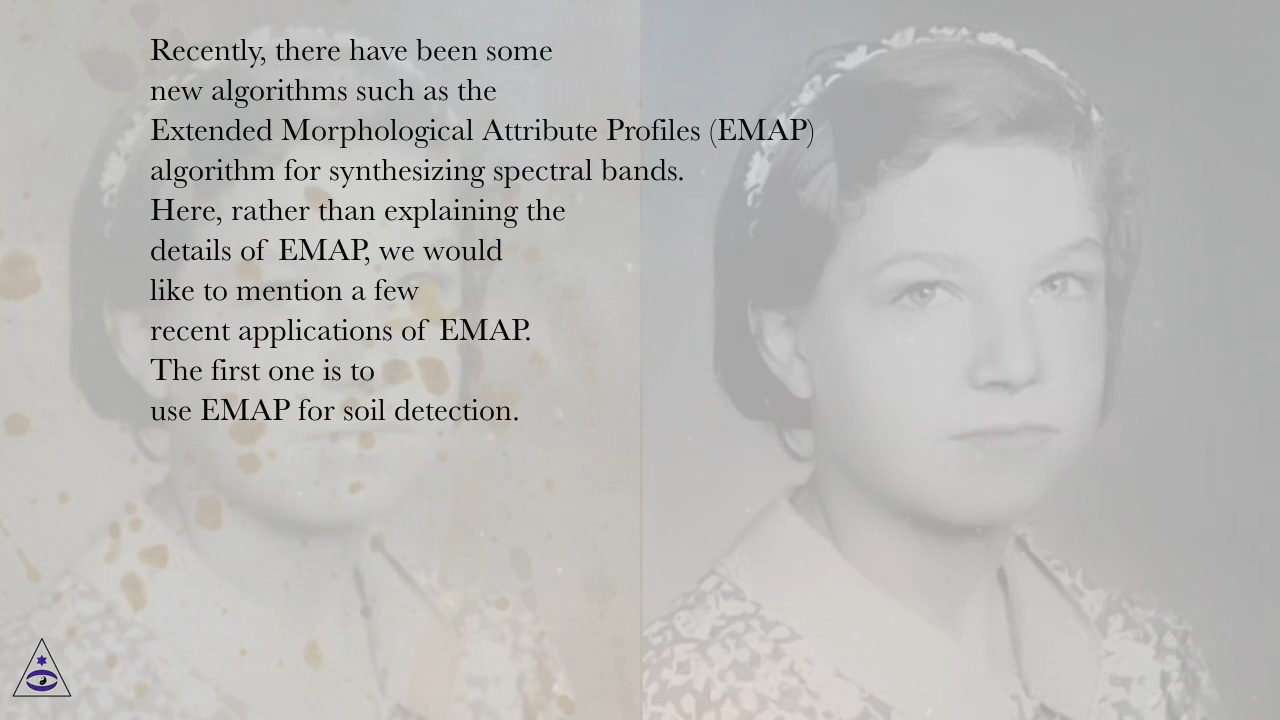 Recently, there have been some
new algorithms such as the
Extended Morphological Attribute Profiles (EMAP)
algorithm for synthesizing spectral bands.
Here, rather than explaining the
details of EMAP, we would
like to mention a few
recent applications of EMAP.
The first one is to
use EMAP for soil detection.